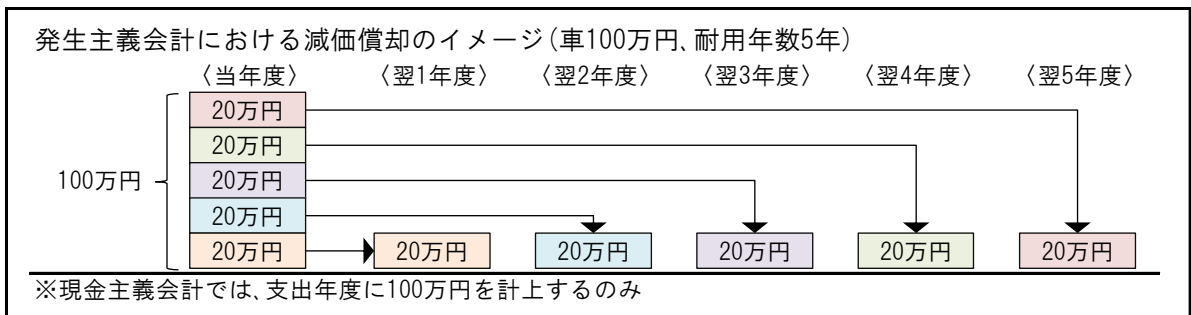 発生主義会計における減価償却のイメージ(車100万円、耐用年数5年)
〈当年度〉 〈翌1年度〉 〈翌2年度〉 〈翌3年度〉 〈翌4年度〉 〈翌5年度〉
20万円
20万円
100万円 20万円
20万円
20万円 20万円 20万円 20万円 20万円 20万円
※現金主義会計では、支出年度に100万円を計上するのみ